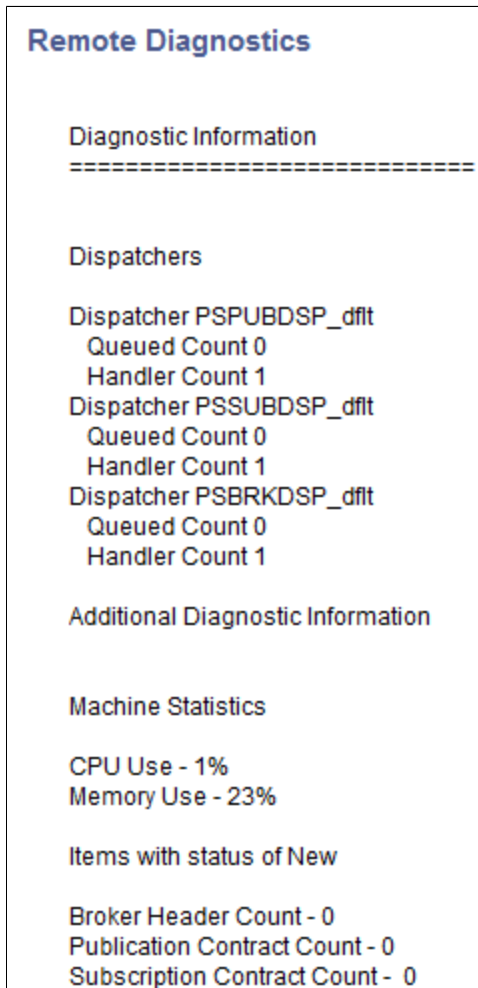 Remote Diagnostics
Diagnostic Information
=============================
Dispatchers
Dispatcher PSPUBDSP_dflt
Queued Count 0
Handler Count 1
Dispatcher PSSUBDSP_dflt
Queued Count 0
Handler Count 1
Dispatcher PSBRKDSP_dflt
Queued Count 0
Handler Count 1
Additional Diagnostic Information
Machine Statistics
CPU Use - 1%
Memory Use - 23%
Items with status of New
Broker Header Count - 0
Publication Contract Count - 0
Subscription Contract Count -  0